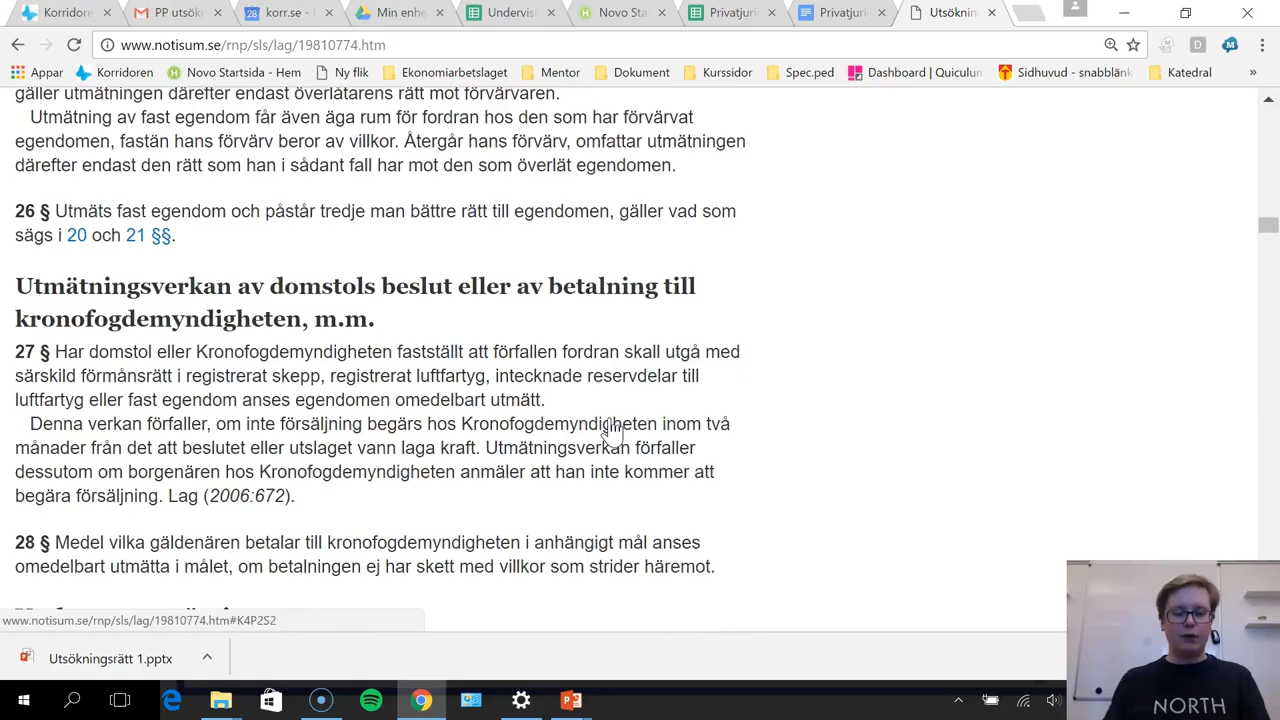 Korridore
PP utsökn
korr.se -
Min enhe
Undervise
Novo Sta
Privatjuri
Privatjuri
Utsöknin
www.notisum.se/rnp/sls/lag/19810774.htm
Appar
Korridoren
Novo Startsida - Henr
Ny flik
Ekonomiarbetslaget
Mentor
Dokument
Kurssidor
Spec.ped
Dashboard | Quiculun
Sidhuvud - snabblänk
Katedral
»
gäller utmätningen därefter endast överlåtarens rätt mot förvärvaren.
Utmätning av fast egendom får även äga rum för fordran hos den som har förvärvat
egendomen, fastän hans förvärv beror av villkor. Återgår hans förvärv, omfattar utmätningen
därefter endast den rätt som han i sådant fall har mot den som överlät egendomen.
26 § Utmäts fast egendom och påstår tredje man bättre rätt till egendomen, gäller vad som
sägs i 20 och 21 §§.
Utmätningsverkan av domstols beslut eller av betalning till
kronofogdemyndigheten, m.m.
27 § Har domstol eller Kronofogdemyndigheten fastställt att förfallen fordran skall utgå med
särskild förmånsrätt i registrerat skepp, registrerat luftfartyg, intecknade reservdelar till
luftfartyg eller fast egendom anses egendomen omedelbart utmätt.
Denna verkan förfaller, om inte försäljning begärs hos Kronofogdemyndigheten inom två
månader från det att beslutet eller utslaget vann laga kraft. Utmätningsverkan förfaller
dessutom om borgenären hos Kronofogdemyndigheten anmäler att han inte kommer att
begära försäljning. Lag (2006:672).
28 § Medel vilka gäldenären betalar till kronofogdemyndigheten i anhängigt mål anses
omedelbart utmätta i målet, om betalningen ej har skett med villkor som strider häremot.
www.notisum.se/rnp/sls/lag/19810774.htm#K4P2S2
Utsökningsrätt 1.pptx
NORTH